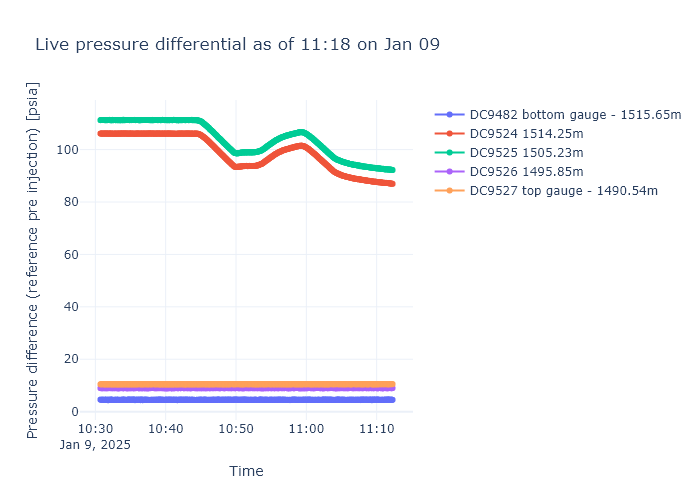 Live pressure differential as of 11:18 on Jan 09
Pressure difference (reference pre injection) [psia]
100
80
60
40
20
0
10:30
Jan 9, 2025
10:40
10:50
11:00
11:10
Time
DC9482 bottom gauge - 1515.65m
DC9524 1514.25m
DC9525 1505.23m
DC9526 1495.85m
DC9527 top gauge - 1490.54m